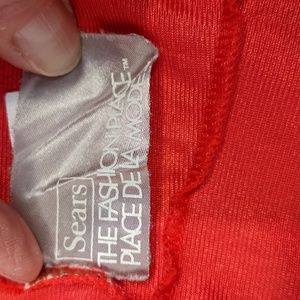 Sears
THE FASHION PLACE™
PLACE DE LA MODE